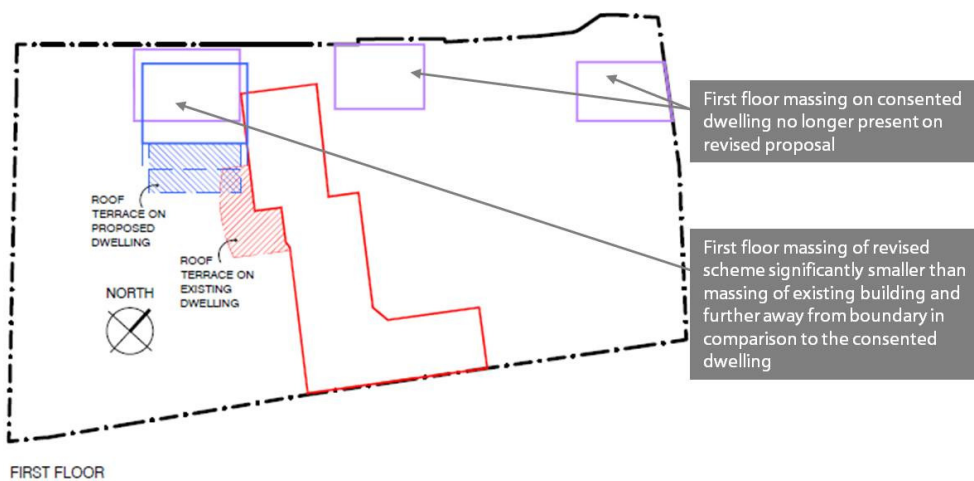 First floor massing on consented
dwelling no longer present on
revised proposal
ROOF
TERRACE ON
PROPOSED
DWELLING
First floor massing of revised
scheme significantly smaller than
massing of existing building and
further away from boundary in
comparison to the consented
dwelling
ROOF
TERRACE ON
EXISTING
DWELLING
NORTH
FIRST FLOOR